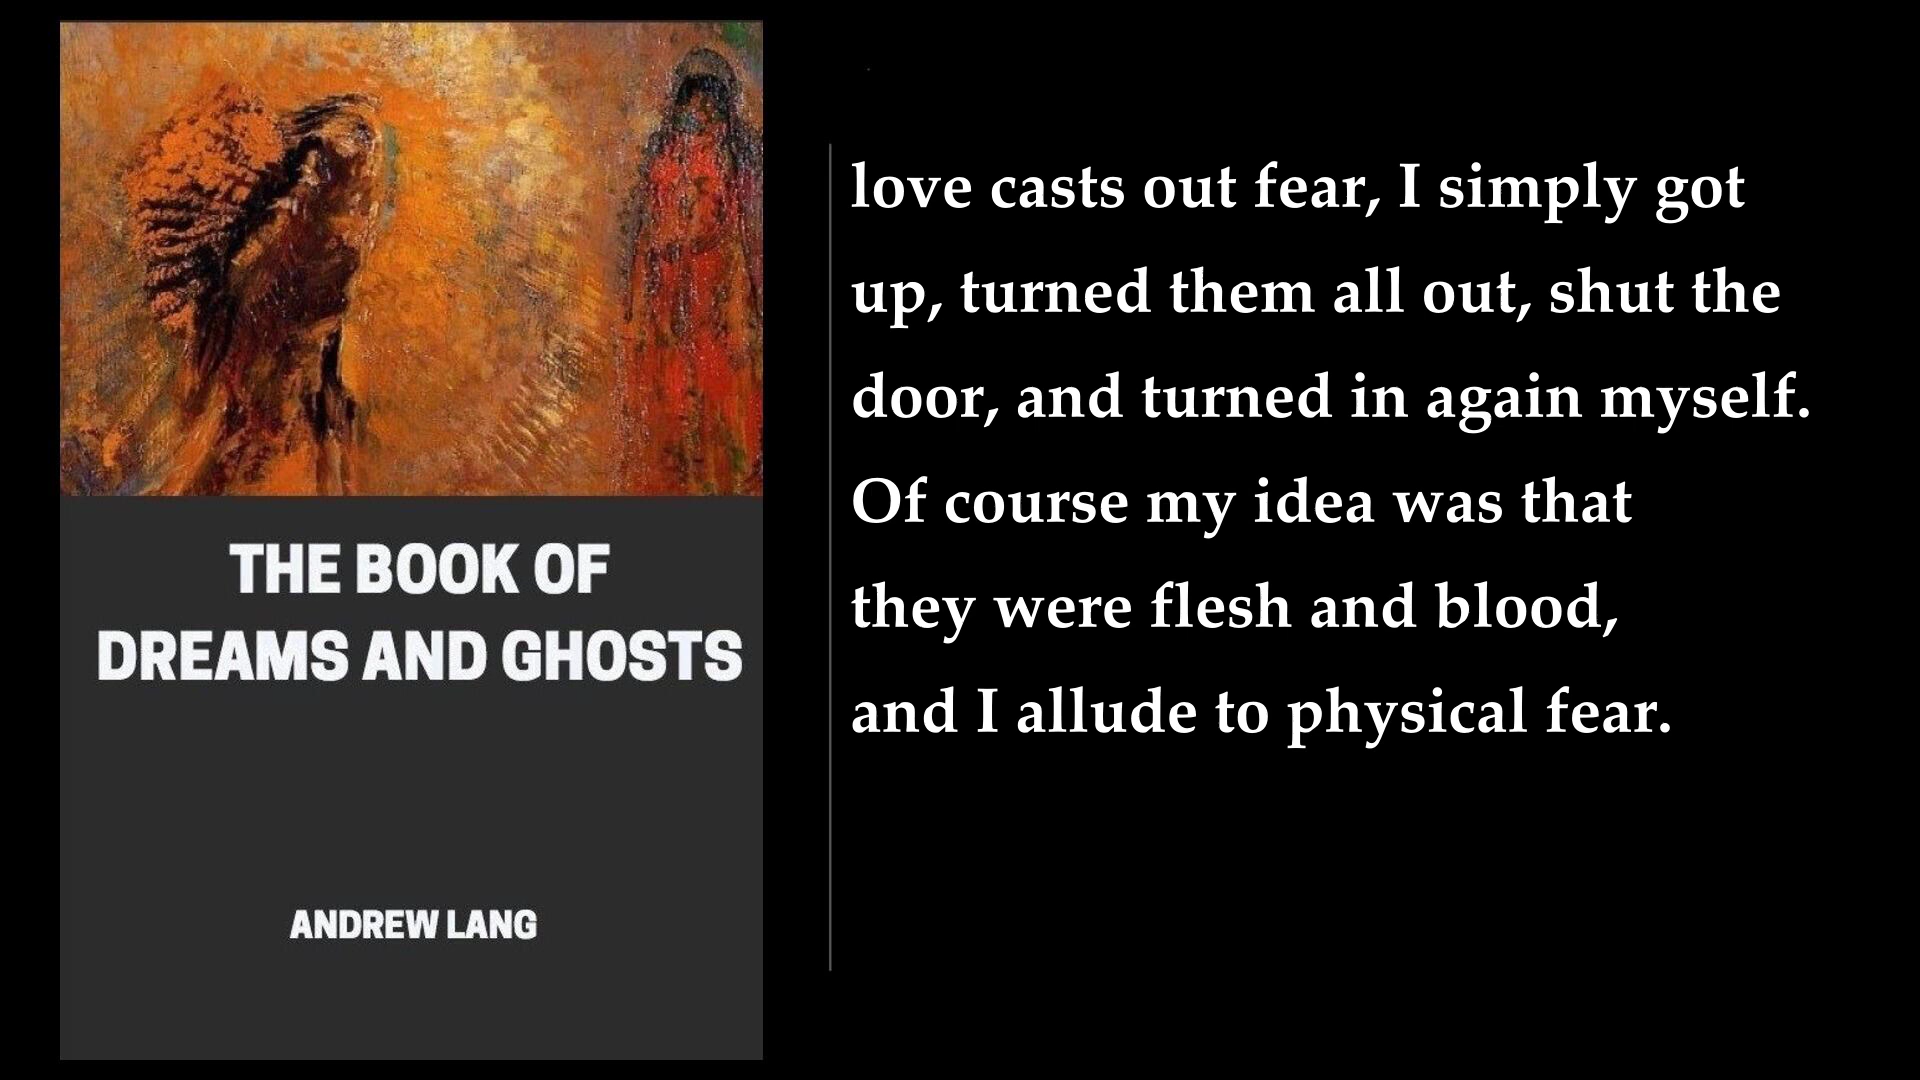 THE BOOK OF
DREAMS AND GHOSTS
ANDREW LANG
love casts out fear, I simply got
up, turned them all out, shut the
door, and turned in again myself.
Of course my idea was that
they were flesh and blood,
and I allude to physical fear.